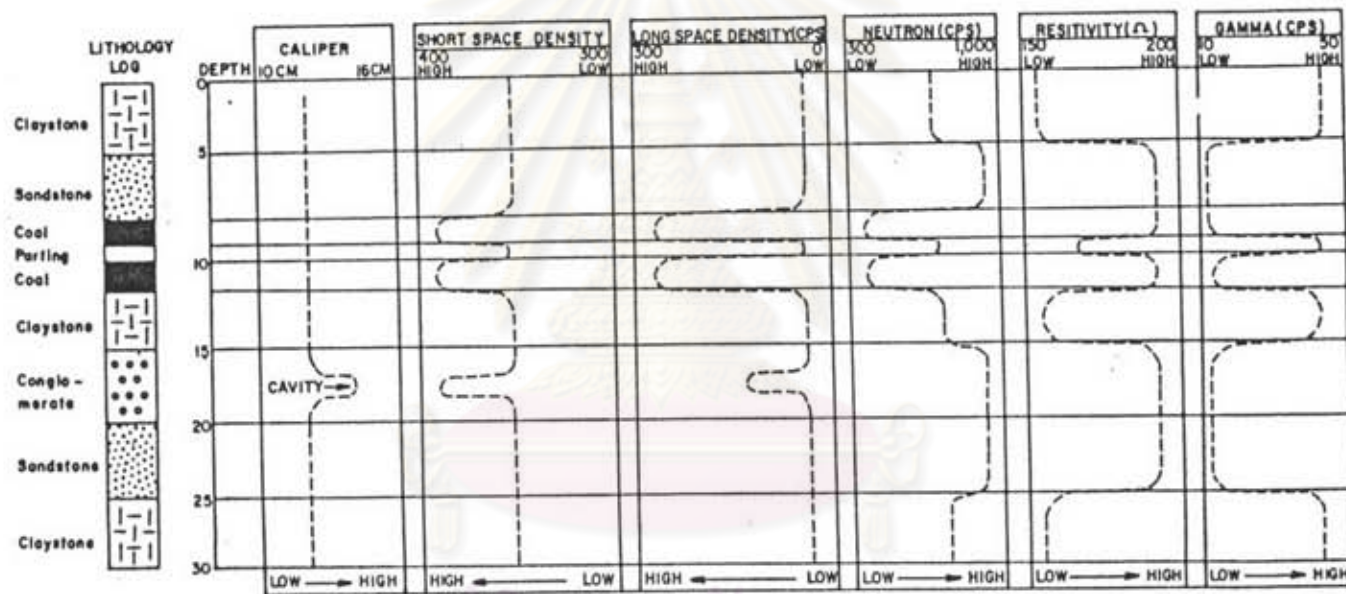 LITHOLOGY
LOG
DEPTH
CALIPER
10 CM 16 CM
SHORT SPACE DENSITY
400 300
HIGH LOW
LONG SPACE DENSITY (CPS
300 0
HIGH LOW
NEUTRON (CPS)
300 1,000
LOW HIGH
RESITIVITY (Ω)
150 200
LOW HIGH
GAMMA (CPS)
10 50
LOW HIGH
0
Claystone
5
Sandstone
Coal
Parting
10
Coal
Claystone
15
Conglo-
merate
CAVITY
20
Sandstone
25
Claystone
30
LOW HIGH
HIGH LOW
HIGH LOW
LOW HIGH
LOW HIGH
LOW HIGH